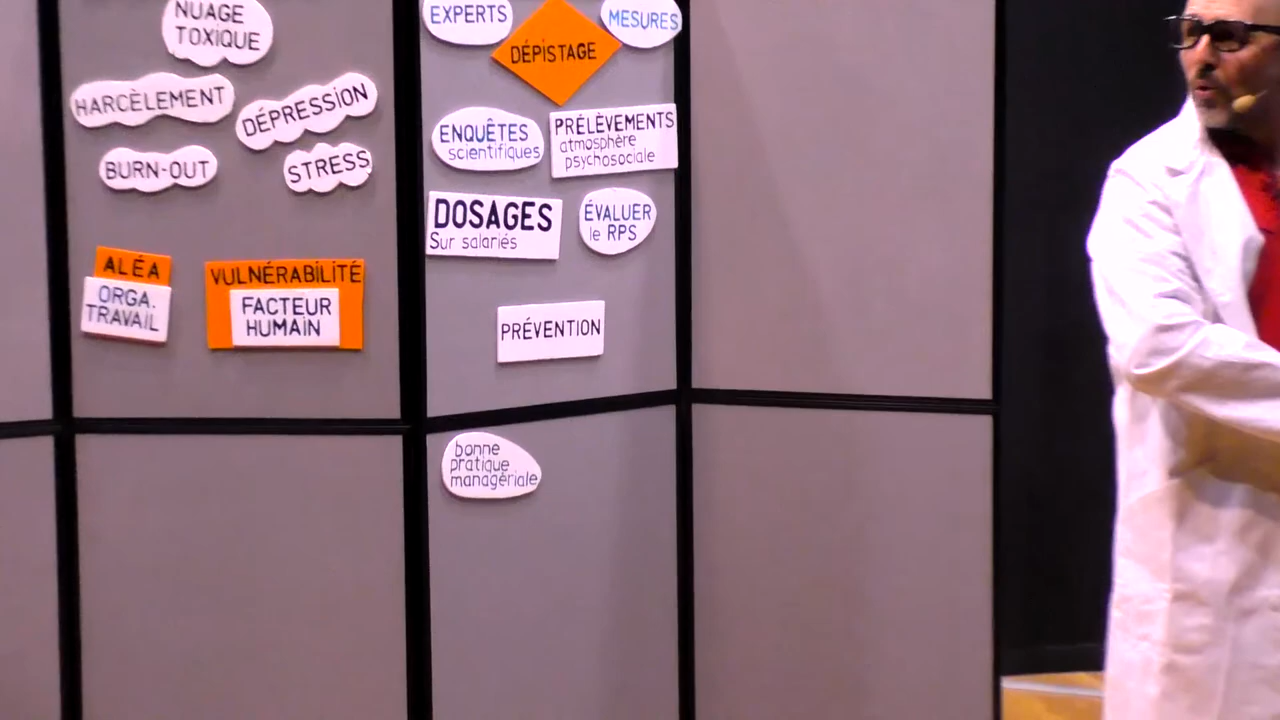 NUAGE
TOXIQUE
HARCÈLEMENT
DÉPRESSION
BURN-OUT
STRESS
ALÉA
ORGA.
TRAVAIL
VULNÉRABILITÉ
FACTEUR
HUMAIN
EXPERTS
MESURES
DÉPISTAGE
ENQUÊTES
scientifiques
PRÉLÈVEMENTS
atmosphère
psychosociale
DOSAGES
Sur salariés
ÉVALUER
le RPS
PRÉVENTION
bonne
pratique
managériale